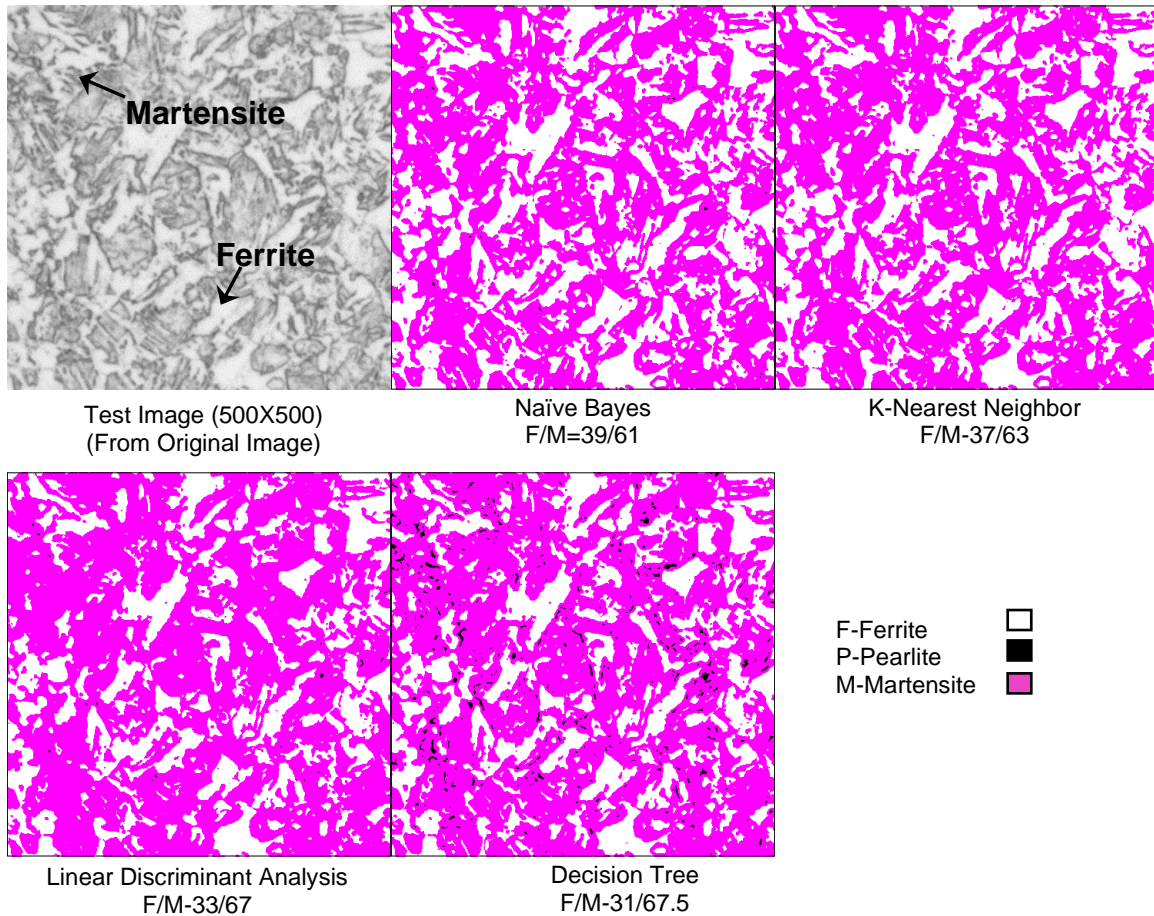 Martensite
Ferrite
Test Image (500X500)
(From Original Image)
Naïve Bayes
F/M=39/61
K-Nearest Neighbor
F/M-37/63
Linear Discriminant Analysis
F/M-33/67
Decision Tree
F/M-31/67.5
F-Ferrite
P-Pearlite
M-Martensite